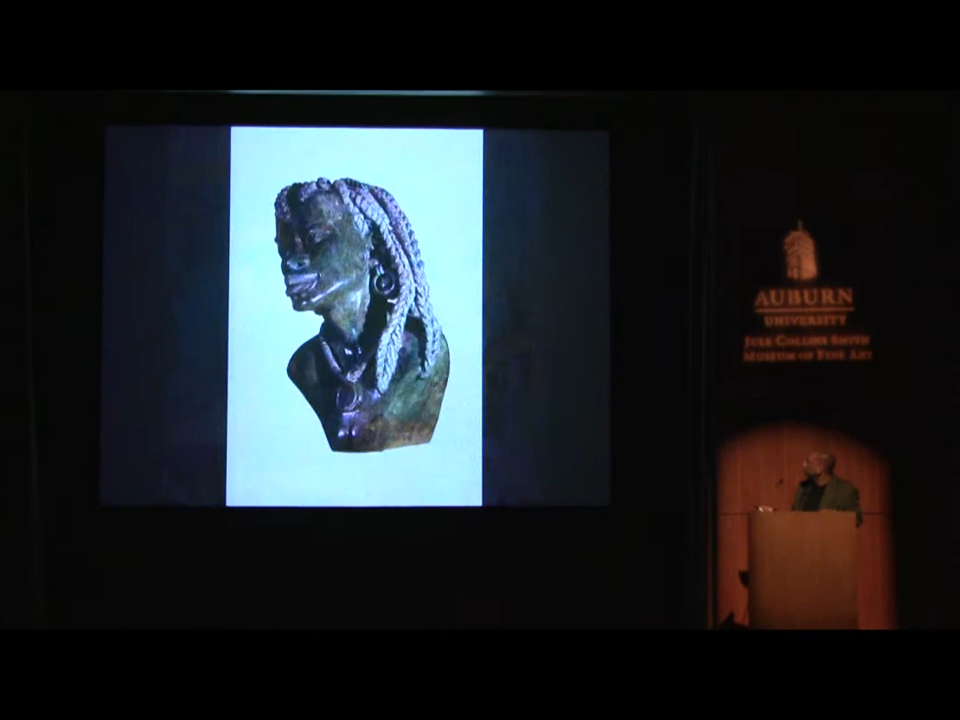 AUBURN
UNIVERSITY
JULE COLLINS SMITH
MUSEUM OF FINE ART